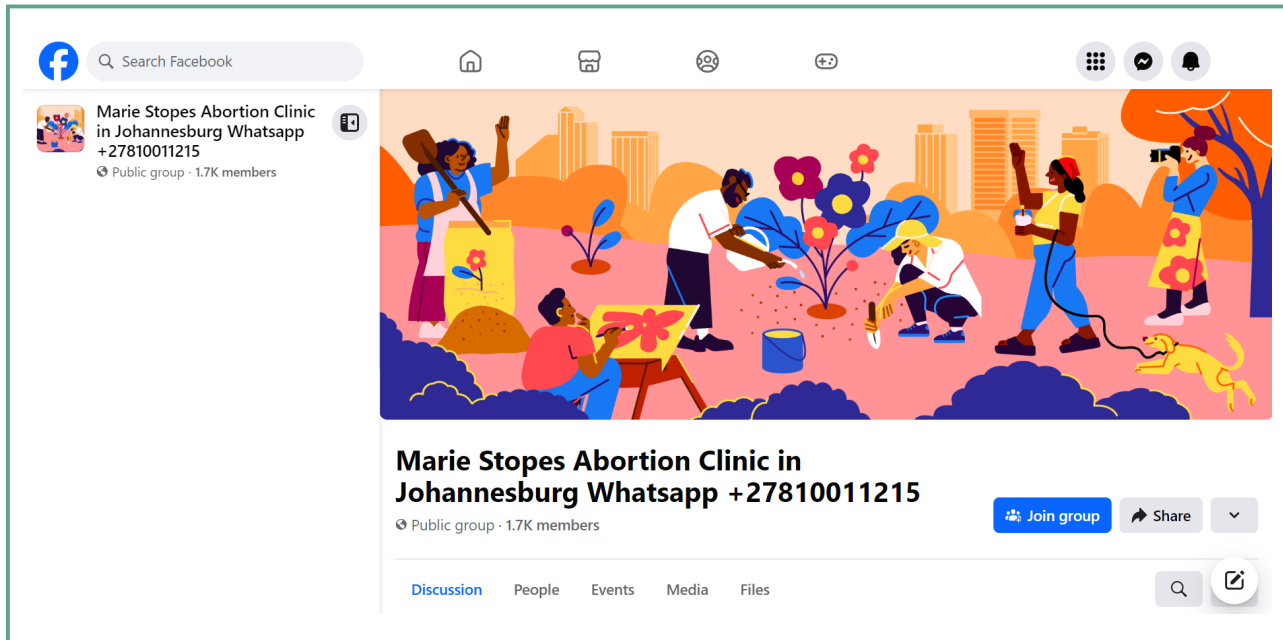 Search Facebook
Marie Stopes Abortion Clinic
in Johannesburg Whatsapp
+27810011215
Public group · 1.7K members
Marie Stopes Abortion Clinic in
Johannesburg Whatsapp +27810011215
Public group · 1.7K members
Join group
Share
Discussion
People
Events
Media
Files